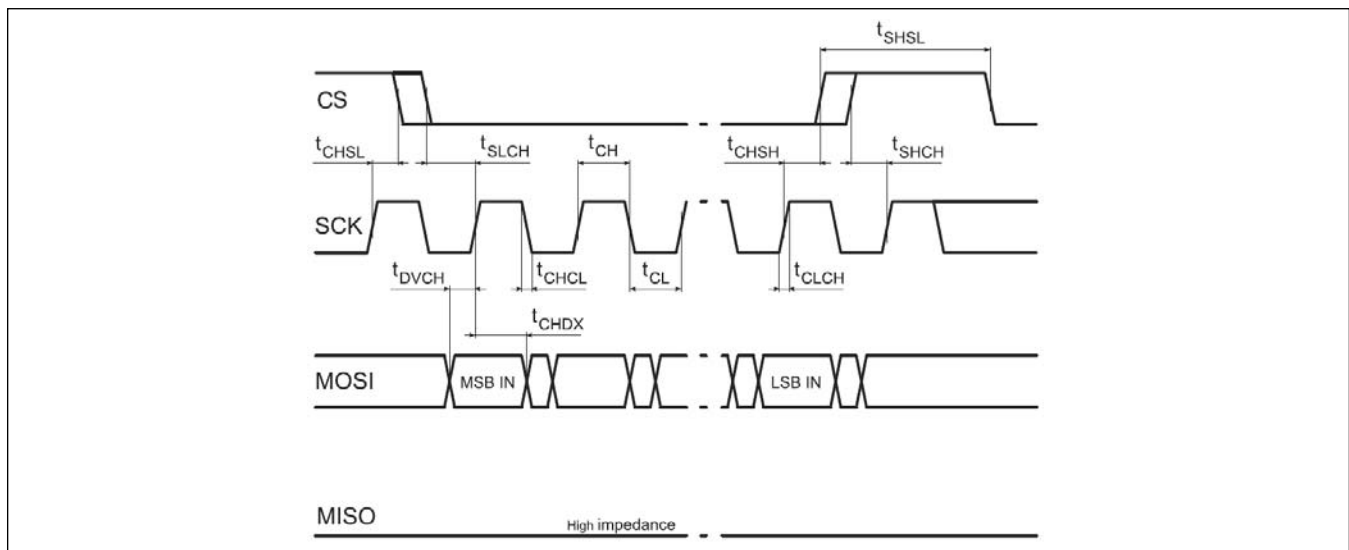 tSHSL
CS
tCHSL tSLCH tCH tCHSH tSHCH
SCK
tDVCH tCHCL tCL tCLCH
tCHDX
MOSI MSB IN LSB IN
MISO High impedance